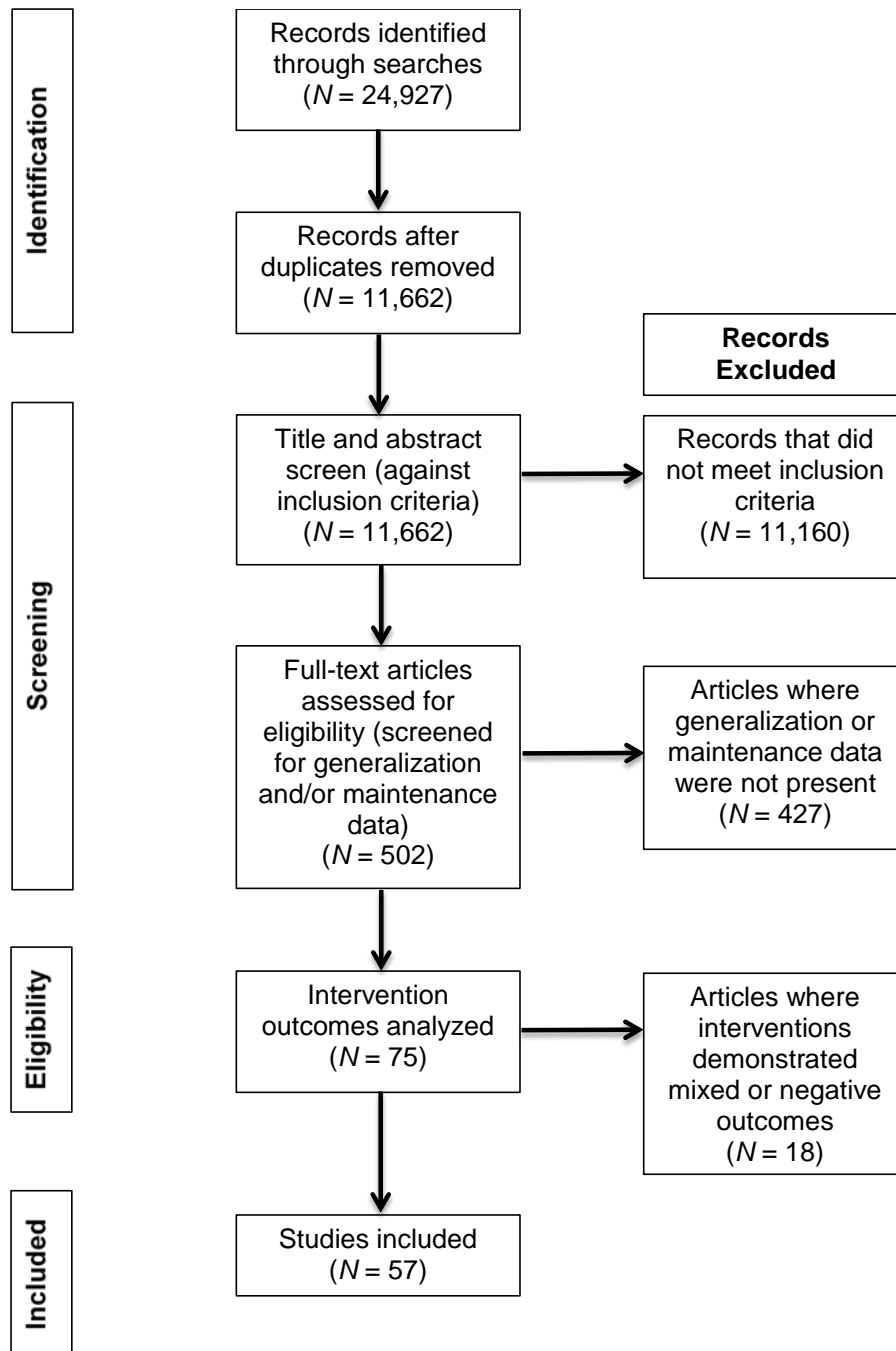 Identification
Records identified
through searches
(N = 24,927)
Records after
duplicates removed
(N = 11,662)
Records
Excluded
Screening
Title and abstract
screen (against
inclusion criteria)
(N = 11,662)
Records that did
not meet inclusion
criteria
(N = 11,160)
Full-text articles
assessed for
eligibility (screened
for generalization
and/or maintenance
data)
(N = 502)
Articles where
generalization or
maintenance data
were not present
(N = 427)
Eligibility
Intervention
outcomes analyzed
(N = 75)
Articles where
interventions
demonstrated
mixed or negative
outcomes
(N = 18)
Included
Studies included
(N = 57)